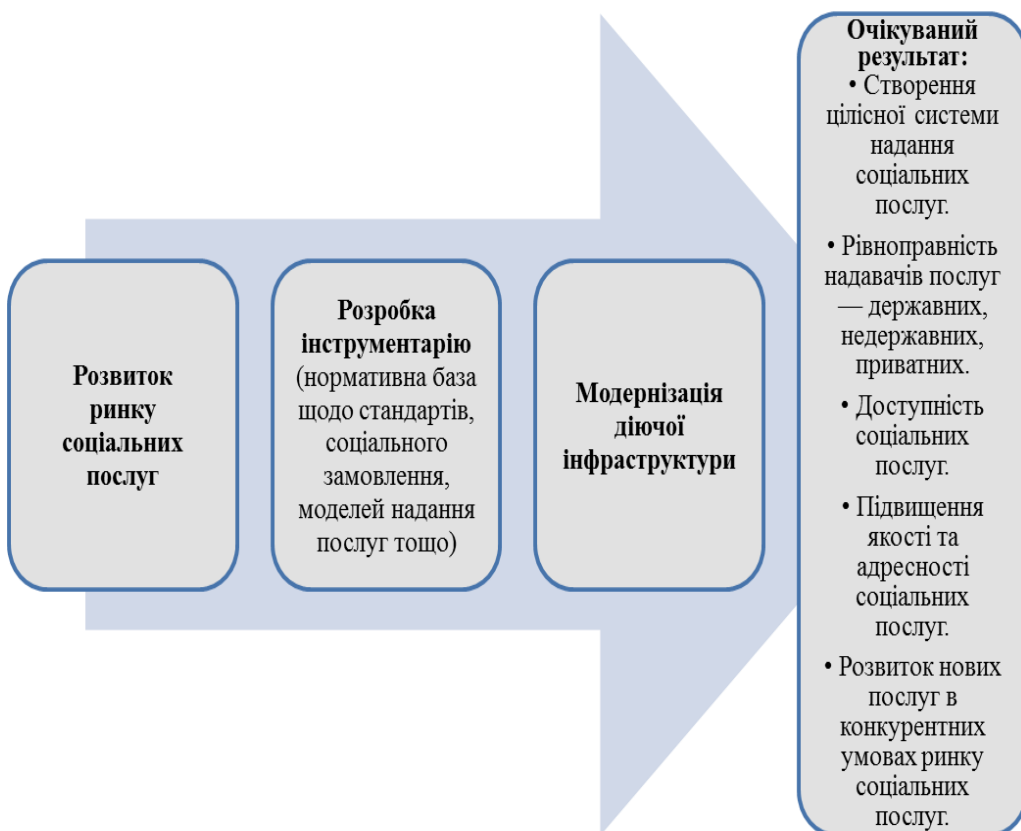 Розвиток
ринку
соціальних
послуг
Розробка
інструментарію
(нормативна база
щодо стандартів,
соціального
замовлення,
моделей надання
послуг тощо)
Модернізація
діючої
інфраструктури
Очікуваний
результат:
• Створення
цілісної системи
надання
соціальних
послуг.
• Рівноправність
надавачів послуг
— державних,
недержавних,
приватних.
• Доступність
соціальних
послуг.
• Підвищення
якості та
адресності
соціальних
послуг.
• Розвиток нових
послуг в
конкурентних
умовах ринку
соціальних
послуг.